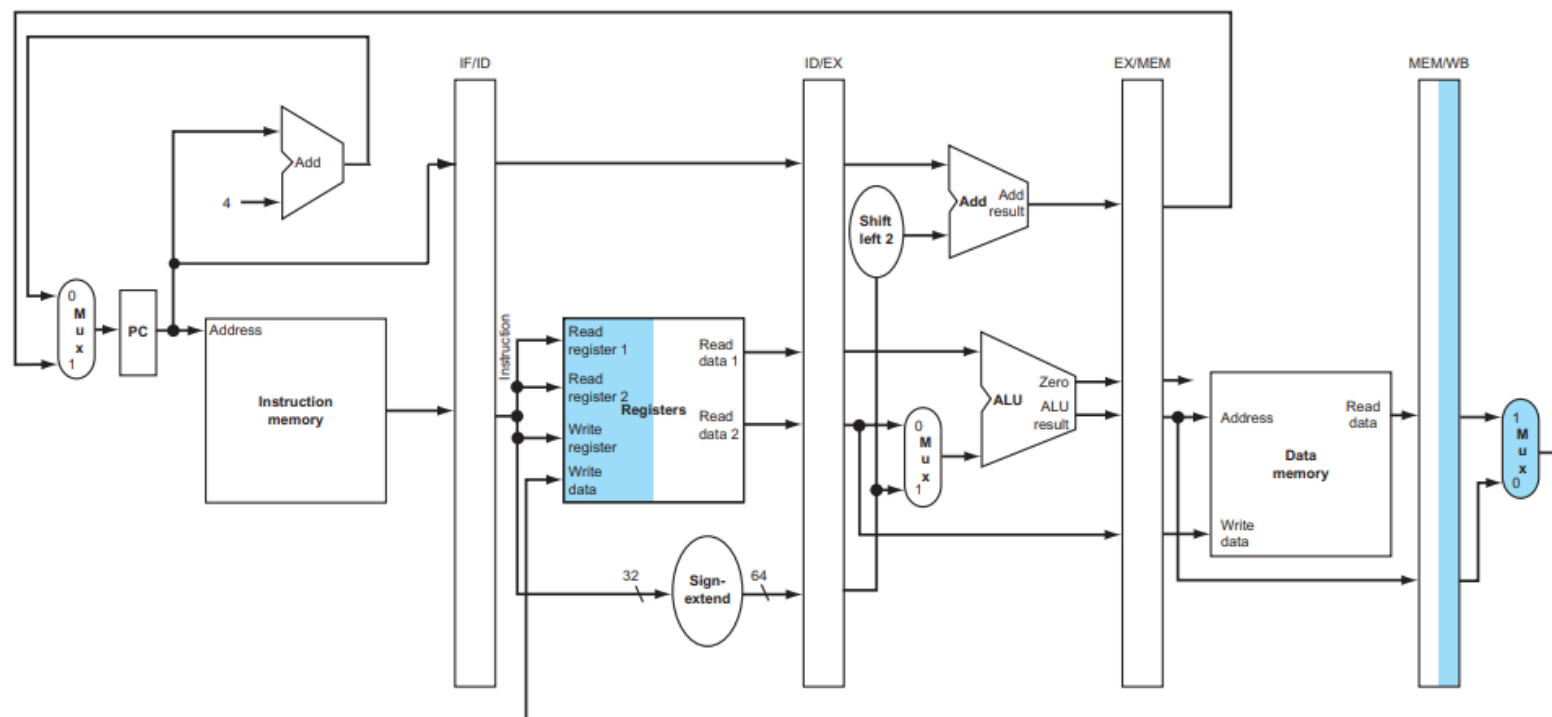 IF/ID
ID/EX
EX/MEM
MEM/WB
Add
4
Add
Add
result
Shift
left 2
0
M
u
x
1
PC
Address
Instruction
memory
Instruction
Read
register 1
Read
register 2
Write
register
Write
data
Registers
Read
data 1
Read
data 2
0
M
u
x
1
ALU
Zero
ALU
result
Address
Read
data
Data
memory
Write
data
1
M
u
x
0
32
Sign-
extend
64